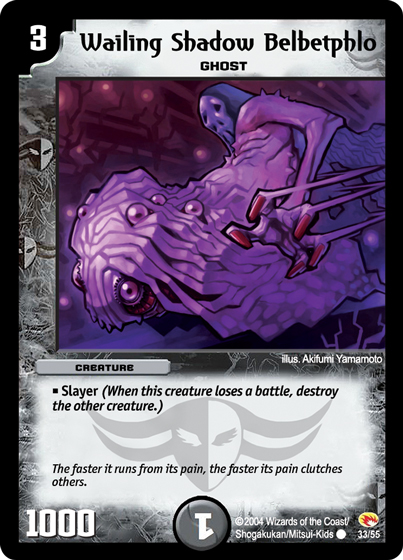 3 Wailing Shadow Belbetphlo
GHOST
illus. Akifumi Yamamoto
CREATURE
▪ Slayer (When this creature loses a battle, destroy
the other creature.)
The faster it runs from its pain, the faster its pain clutches
others.
1000
1
©2004 Wizards of the Coast/
Shogakukan/Mitsui-Kids ● 33/55